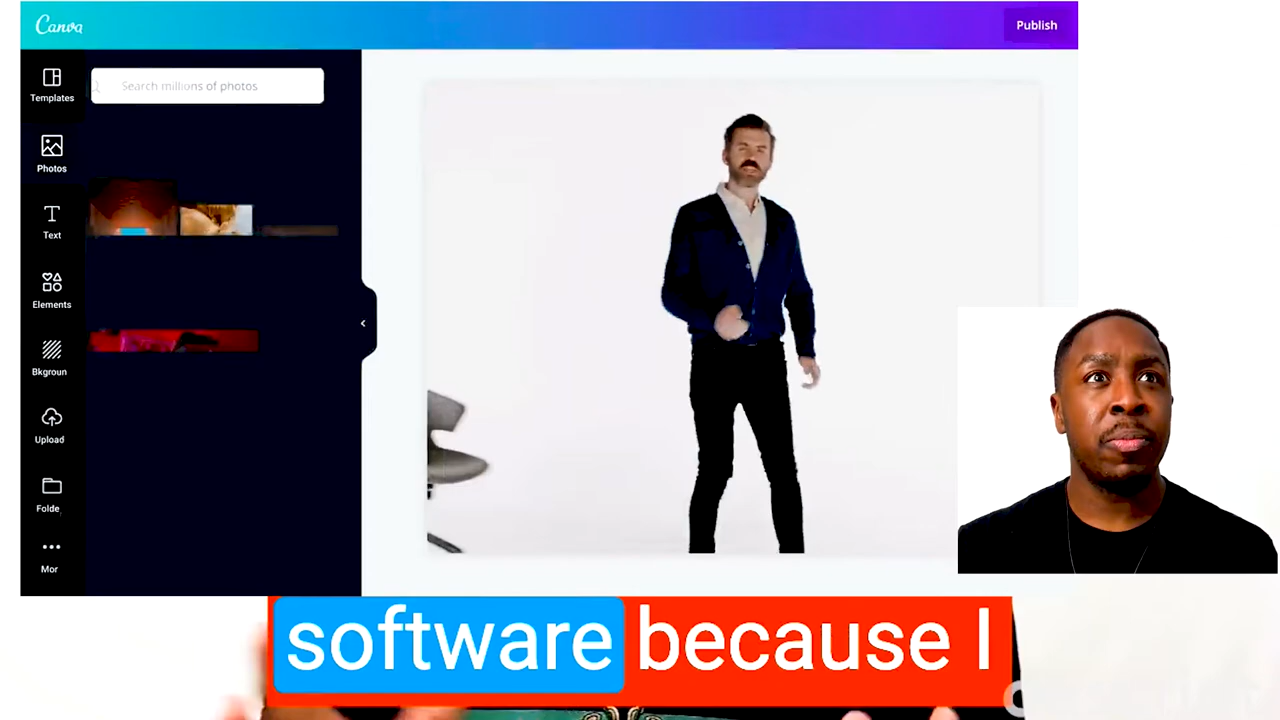 Canva
Publish
Search millions of photos
Templates
Photos
Text
Elements
Bkgroun
Upload
Folde
Mor
software because I